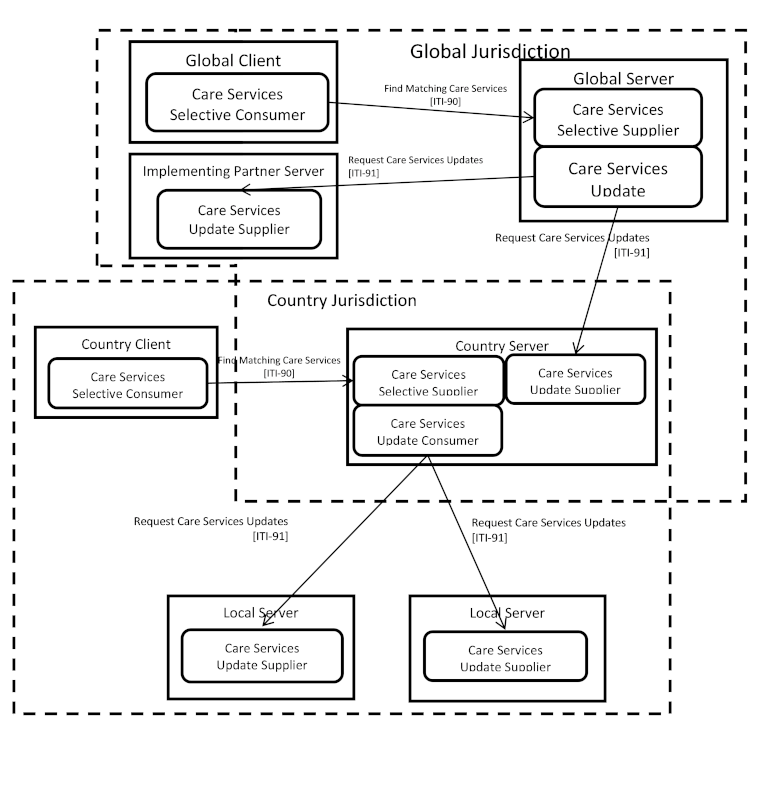 Global Jurisdiction
Global Client
Care Services
Selective Consumer
Find Matching Care Services
[ITI-90]
Global Server
Care Services
Selective Supplier
Care Services
Update
Implementing Partner Server
Care Services
Update Supplier
Request Care Services Updates
[ITI-91]
Request Care Services Updates
[ITI-91]
Country Jurisdiction
Country Client
Care Services
Selective Consumer
Find Matching Care Services
[ITI-90]
Country Server
Care Services
Selective Supplier
Care Services
Update Supplier
Care Services
Update Consumer
Request Care Services Updates
[ITI-91]
Request Care Services Updates
[ITI-91]
Local Server
Care Services
Update Supplier
Local Server
Care Services
Update Supplier